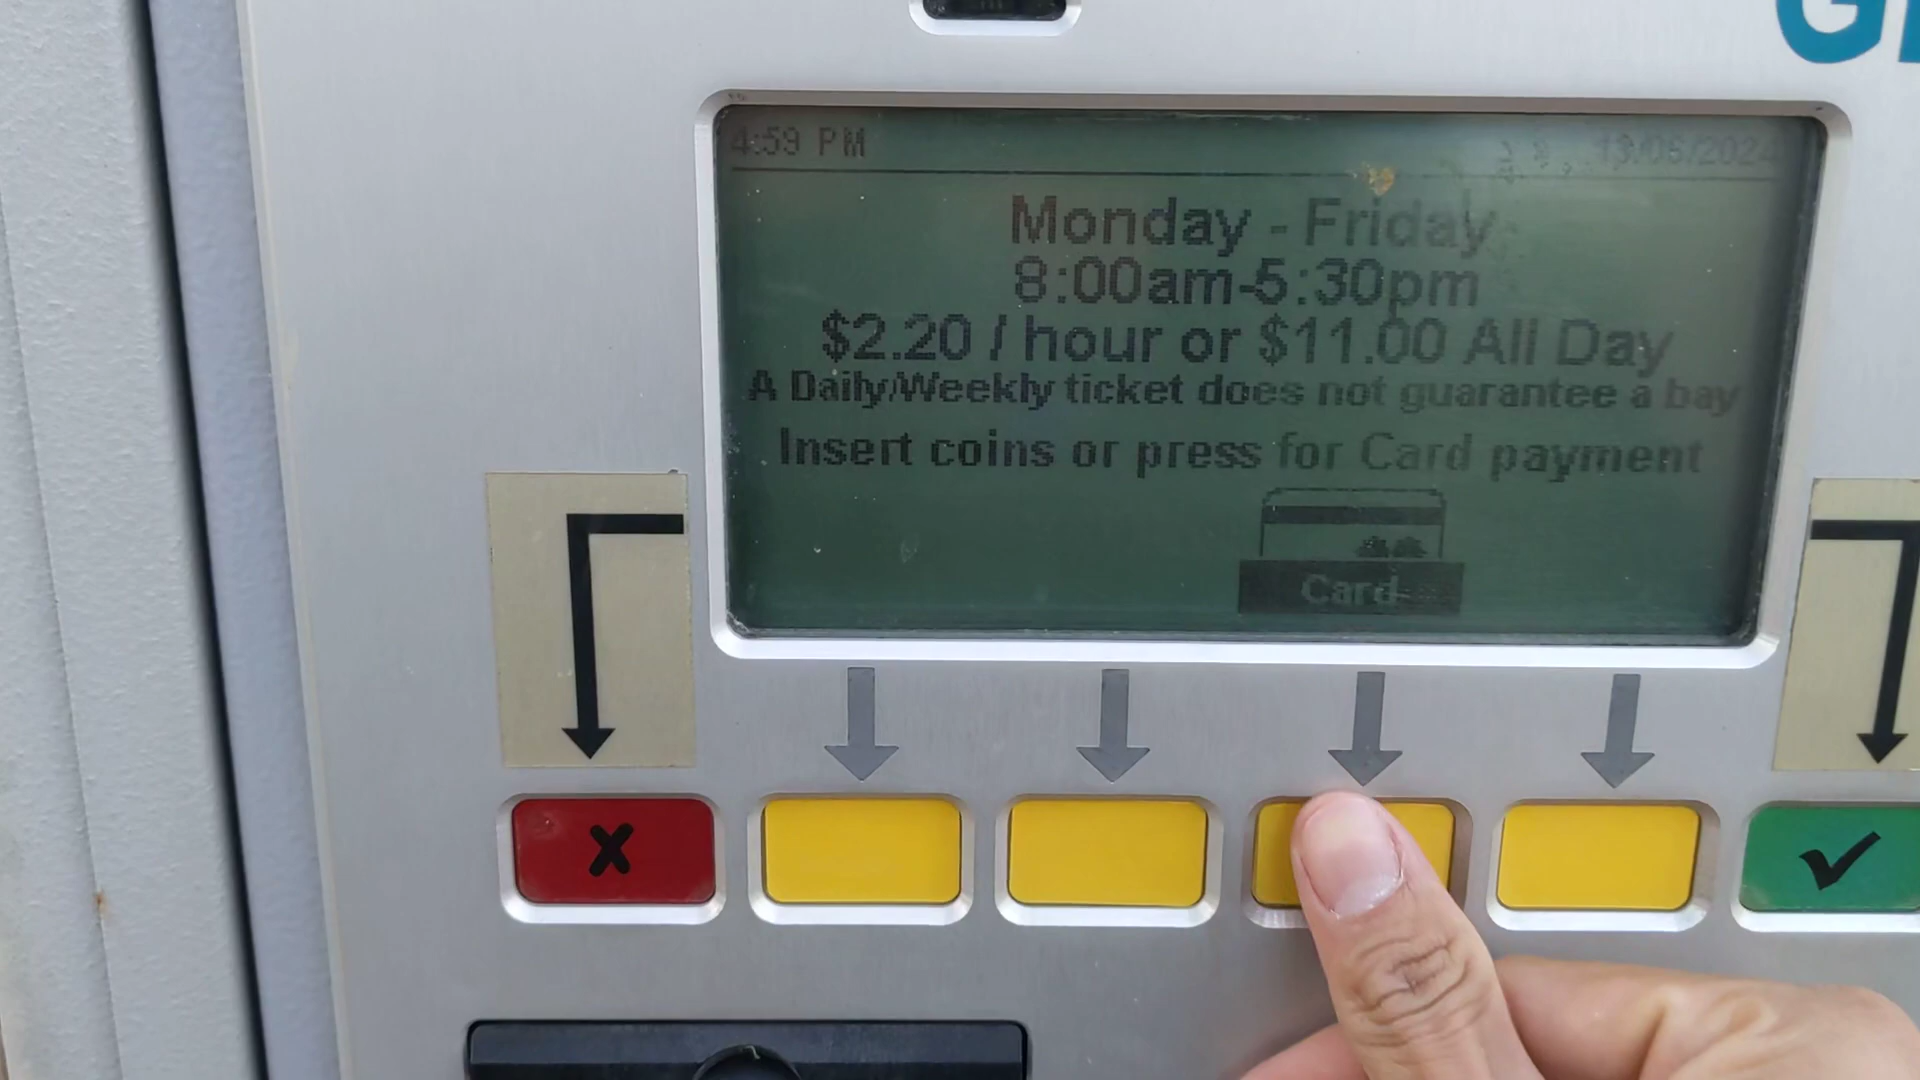 4:59 PM
Monday - Friday
8:00am-5:30pm
$2.20 / hour or $11.00 All Day
A Daily/Weekly ticket does not guarantee a bay
Insert coins or press for Card payment
Card
X